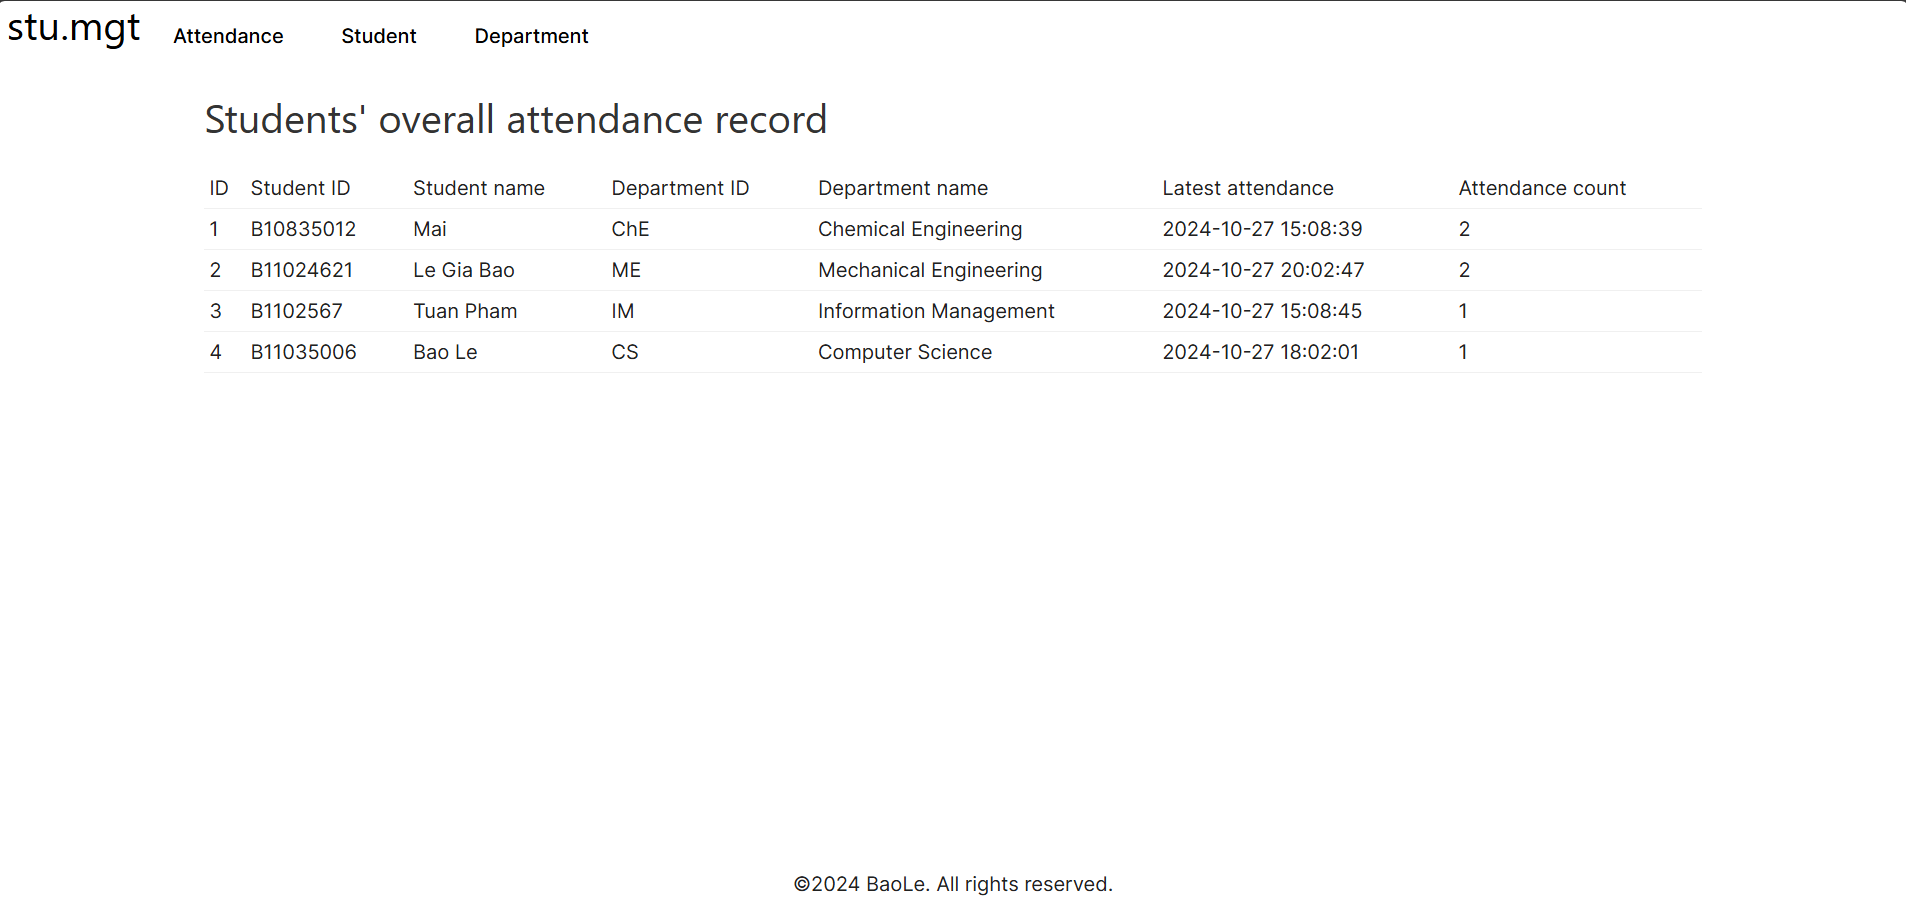 stu.mgt Attendance Student Department
Students' overall attendance record
ID Student ID Student name Department ID Department name Latest attendance Attendance count
1 B10835012 Mai ChE Chemical Engineering 2024-10-27 15:08:39 2
2 B11024621 Le Gia Bao ME Mechanical Engineering 2024-10-27 20:02:47 2
3 B1102567 Tuan Pham IM Information Management 2024-10-27 15:08:45 1
4 B11035006 Bao Le CS Computer Science 2024-10-27 18:02:01 1
©2024 BaoLe. All rights reserved.